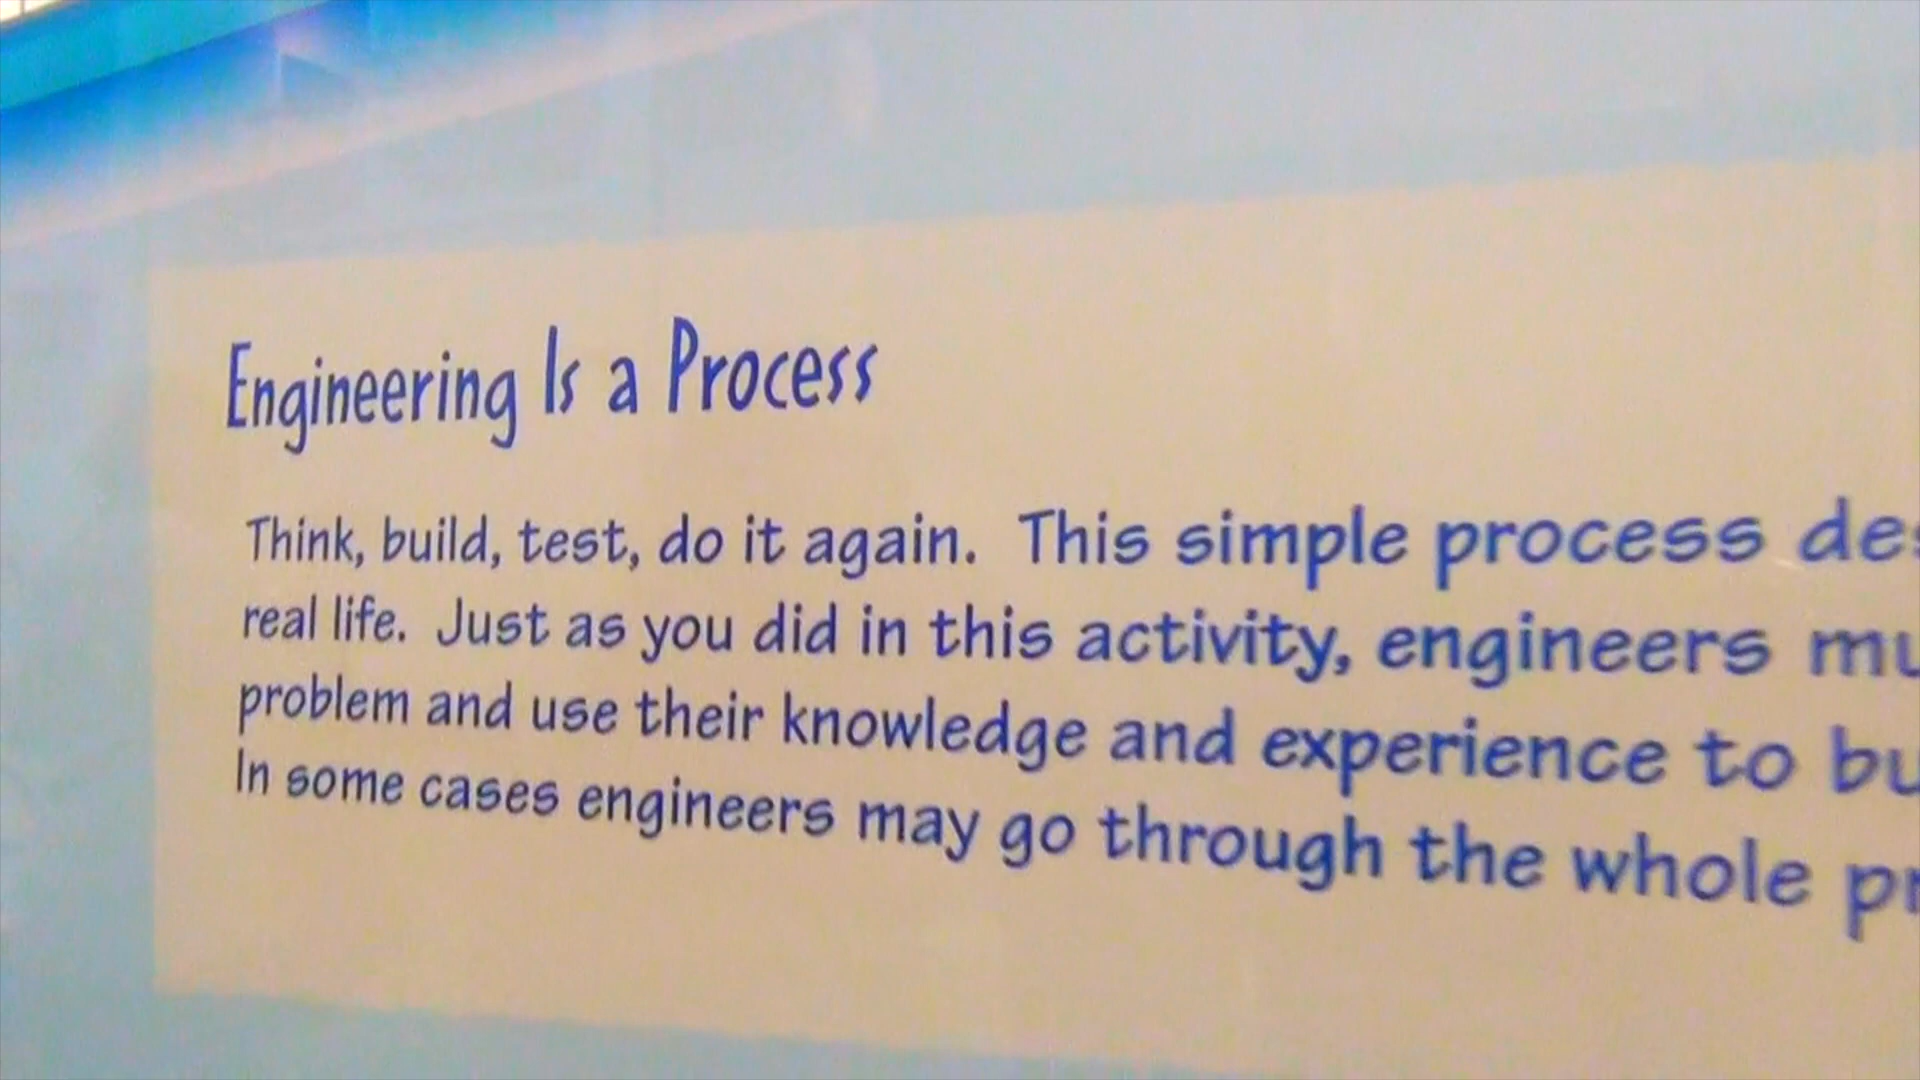 Engineering Is a Process
Think, build, test, do it again. This simple process
real life. Just as you did in this activity, engineers
problem and use their knowledge and experience to
In some cases engineers may go through the whole